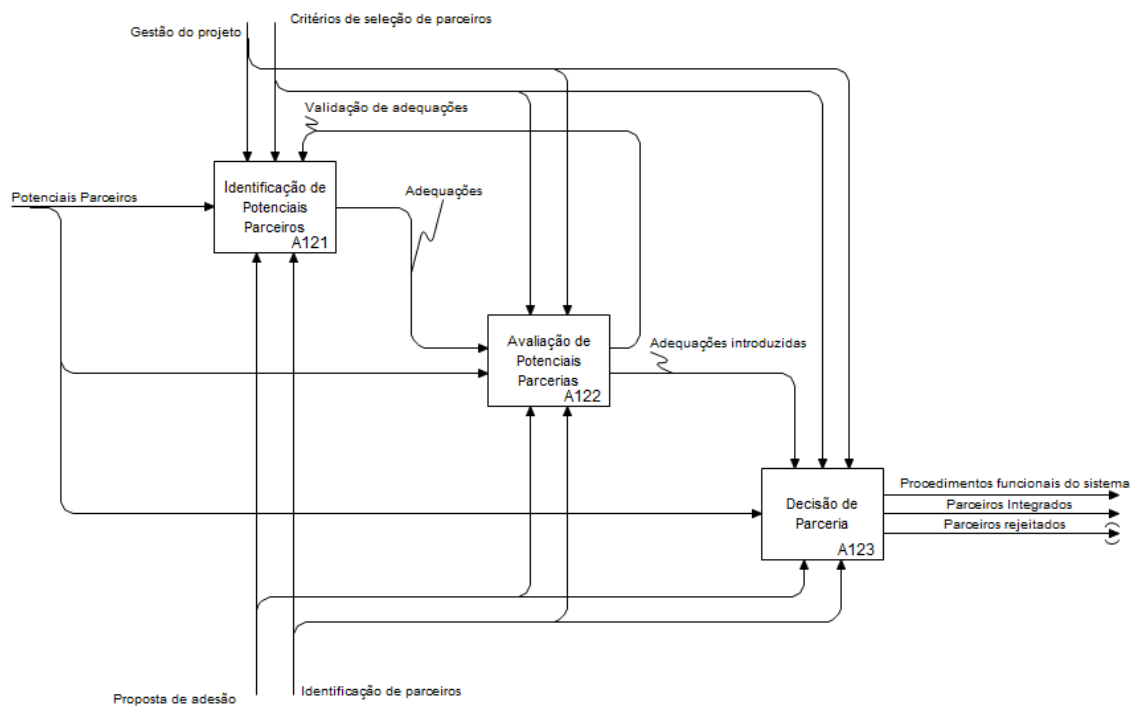 Critérios de seleção de parceiros
Gestão do projeto
Validação de adequações
Potenciais Parceiros
Identificação de
Potenciais
Parceiros
A121
Adequações
Avaliação de
Potenciais
Parcerias
A122
Adequações introduzidas
Decisão de
Parceria
A123
Procedimentos funcionais do sistema
Parceiros Integrados
Parceiros rejeitados
Proposta de adesão
Identificação de parceiros